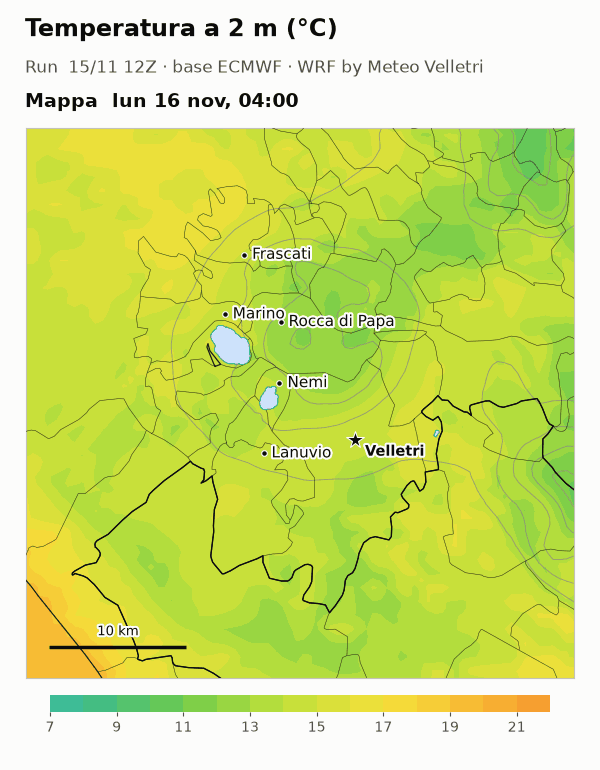 Temperatura a 2 m (°C)
Run  15/11 12Z · base ECMWF · WRF by Meteo Velletri
Mappa  lun 16 nov, 04:00
Frascati
Marino
Rocca di Papa
Nemi
Velletri
Lanuvio
10 km
7 9 11 13 15 17 19 21